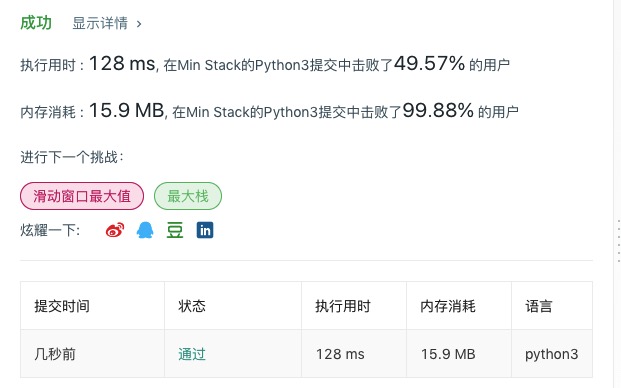 成功 显示详情 ›
执行用时 : 128 ms, 在Min Stack的Python3提交中击败了49.57% 的用户
内存消耗 : 15.9 MB, 在Min Stack的Python3提交中击败了99.88% 的用户
进行下一个挑战:
滑动窗口最大值 最大栈
炫耀一下: 豆 in
提交时间 状态 执行用时 内存消耗 语言
几秒前 通过 128 ms 15.9 MB python3